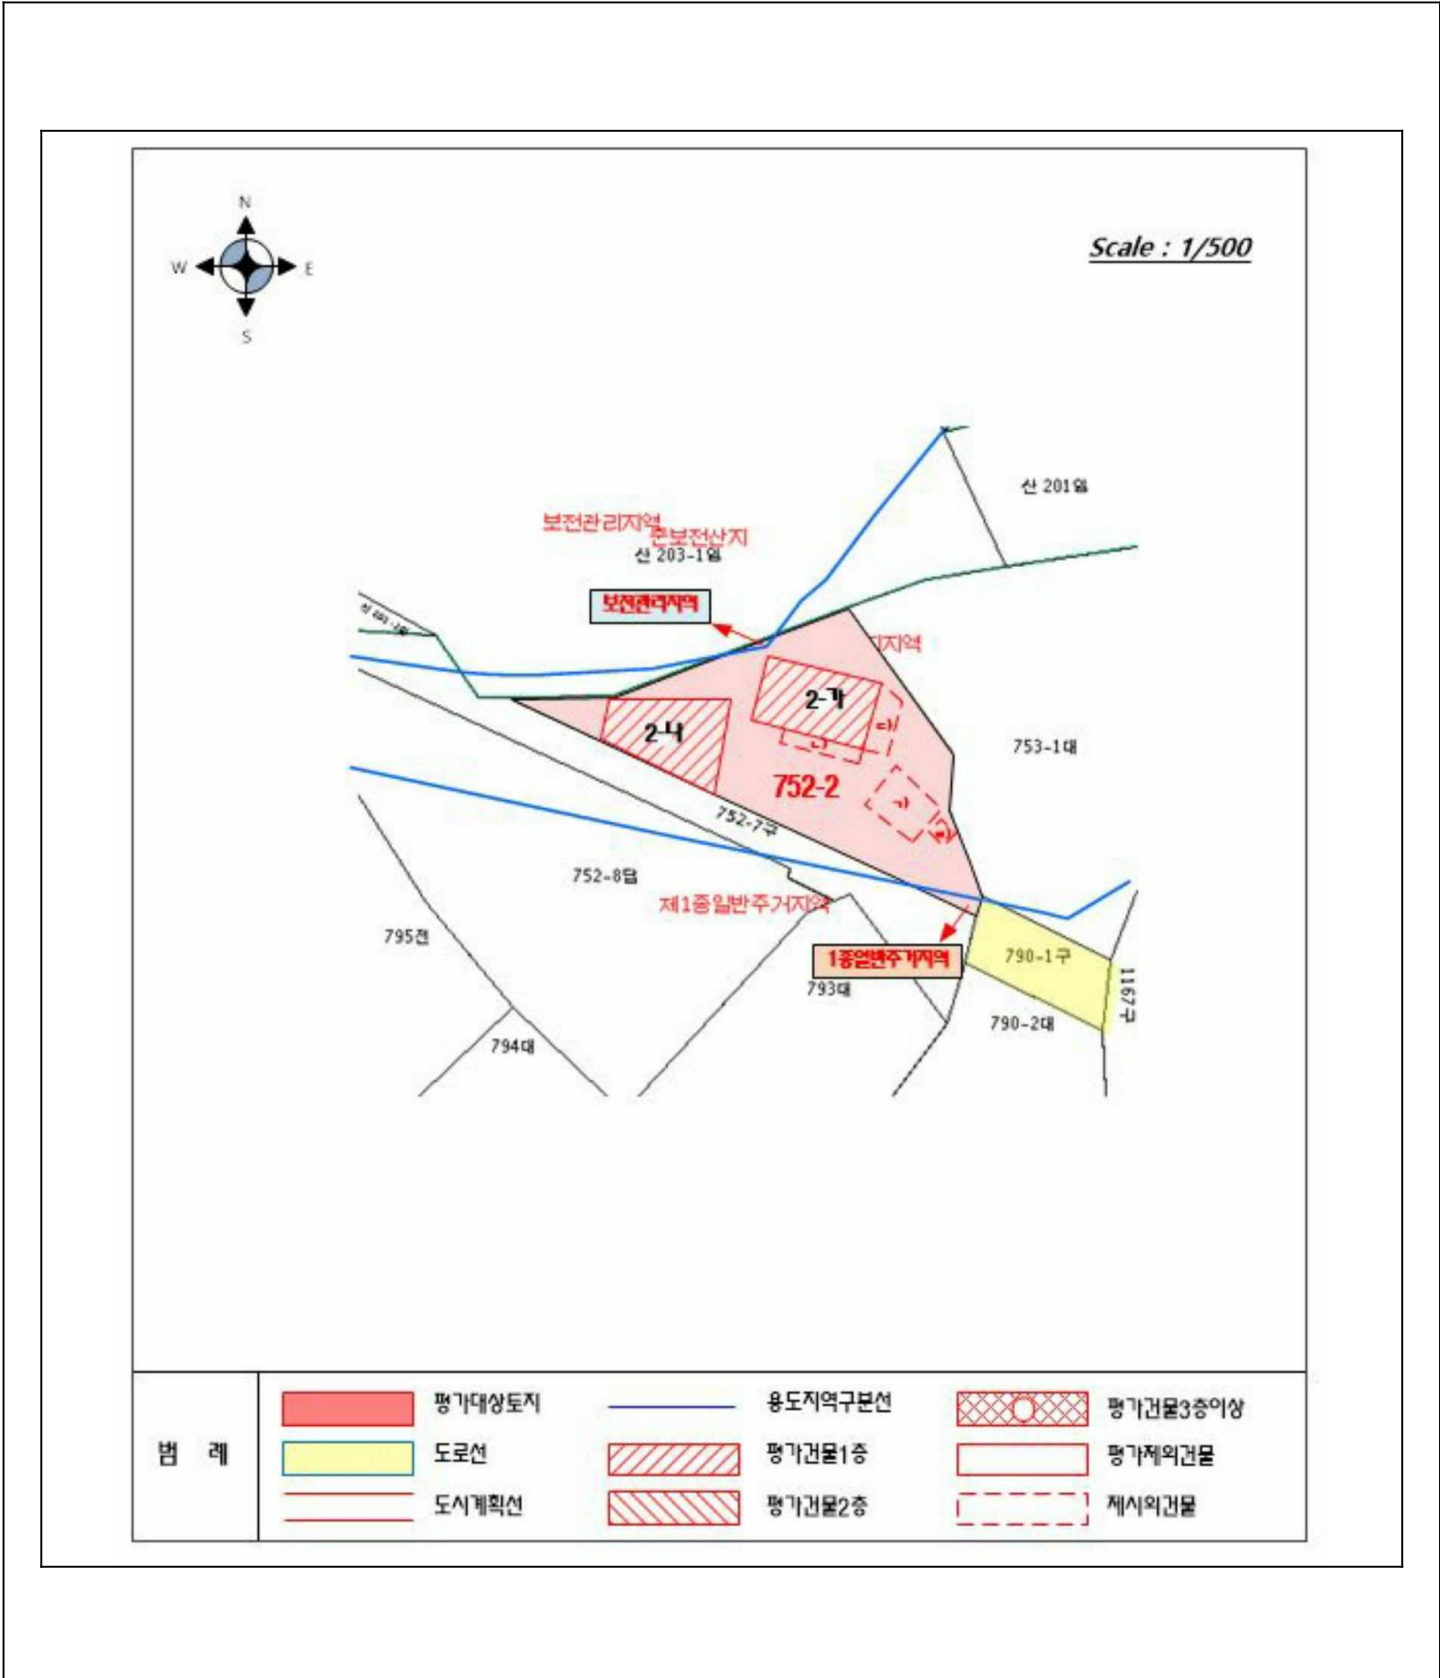 N
W E
S
Scale : 1/500
산 201임
보전관리지역
준보전산지
산 203-1임
보전관리지역
지역
2-가
2-나
753-1대
752-2
752-7구
752-8답
제1종일반주거지역
795전
790-1구
1종일반주거지역
1167구
793대
790-2대
794대
범 례
평가대상토지
용도지역구분선
평가건물3층이상
도로선
평가건물1층
평가제외건물
도시계획선
평가건물2층
제시외건물